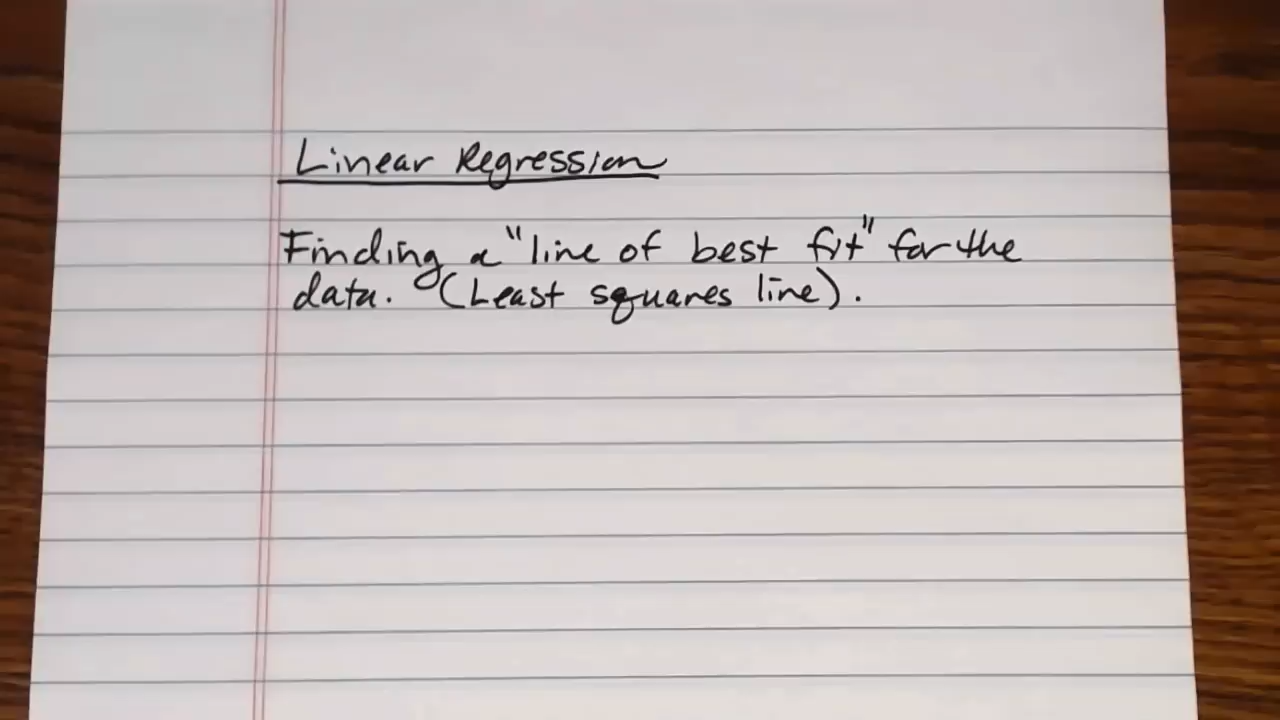 Linear Regression
Finding a "line of best fit" for the
data. (Least squares line).